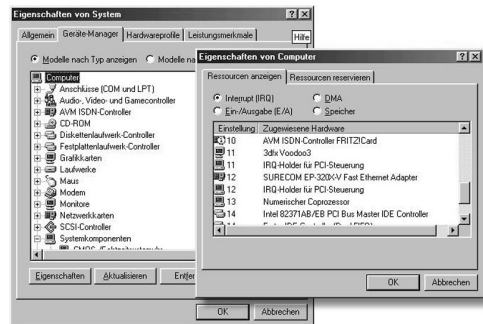 Eigenschaften von System
Allgemein Geräte-Manager Hardwareprofile Leistungsmerkmale
Hilfe
Modelle nach Typ anzeigen Modelle na
Computer
Anschlüsse (COM und LPT)
Audio-, Video- und Gamecontroller
AVM ISDN-Controller
CD-ROM
Diskettenlaufwerk-Controller
Festplattenlaufwerk-Controller
Grafikkarten
Laufwerke
Maus
Modem
Monitore
Netzwerkkarten
SCSI-Controller
Systemkomponenten
Eigenschaften Aktualisieren Entfer
OK Abbrechen
Eigenschaften von Computer
Ressourcen anzeigen Ressourcen reservieren
Interrupt (IRQ) DMA
Ein-/Ausgabe (E/A) Speicher
Einstellung Zugewiesene Hardware
10 AVM ISDN-Controller FRITZ!Card
11 3dfx Voodoo3
11 IRQ-Holder für PCI-Steuerung
12 SURECOM EP-320X-V Fast Ethernet Adapter
12 IRQ-Holder für PCI-Steuerung
13 Numerischer Coprozessor
14 Intel 82371AB/EB PCI Bus Master IDE Controller
14
OK Abbrechen